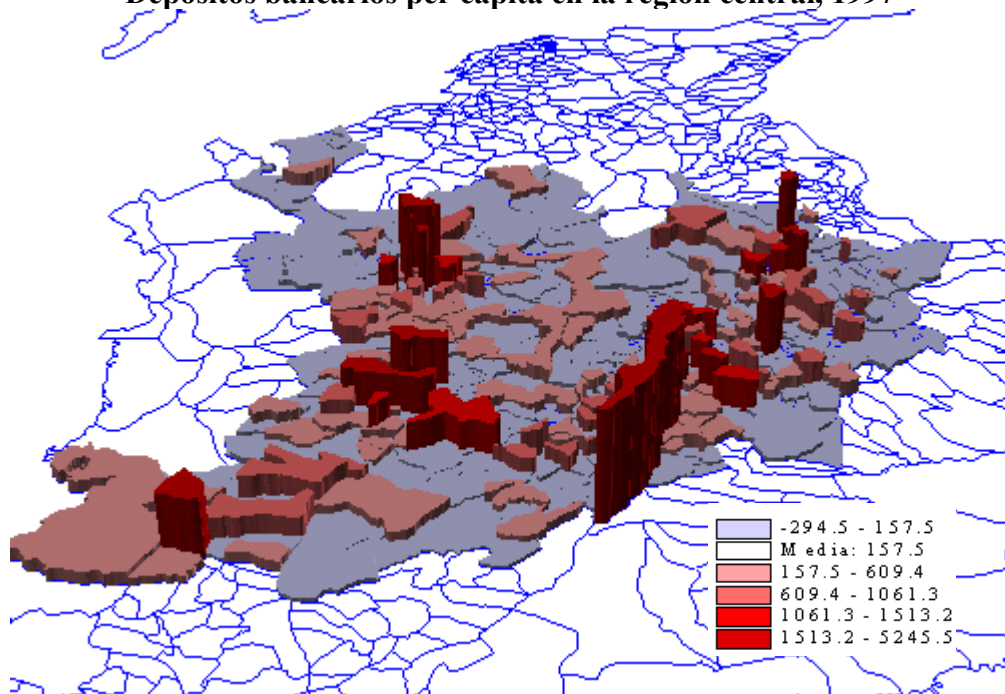 Depósitos bancarios per cápita en la región central, 1997
-294.5 - 157.5
Media: 157.5
157.5 - 609.4
609.4 - 1061.3
1061.3 - 1513.2
1513.2 - 5245.5